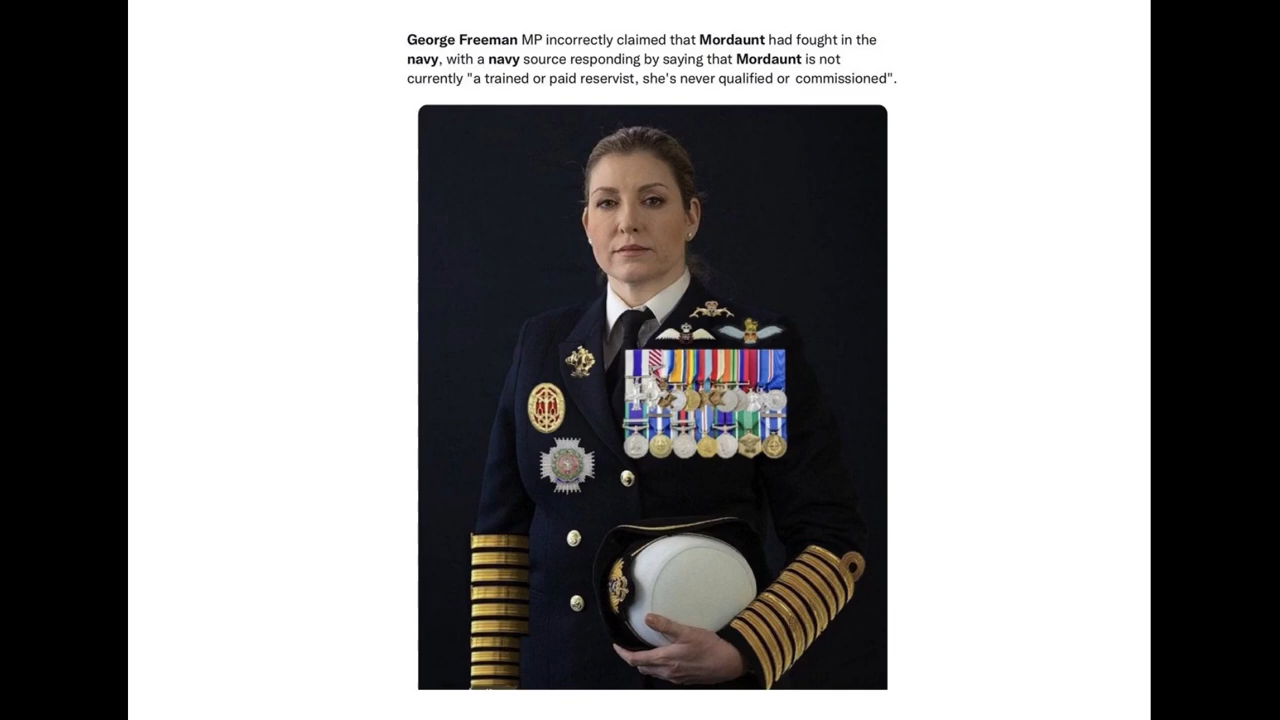 George Freeman MP incorrectly claimed that Mordaunt had fought in the
navy, with a navy source responding by saying that Mordaunt is not
currently "a trained or paid reservist, she's never qualified or commissioned".